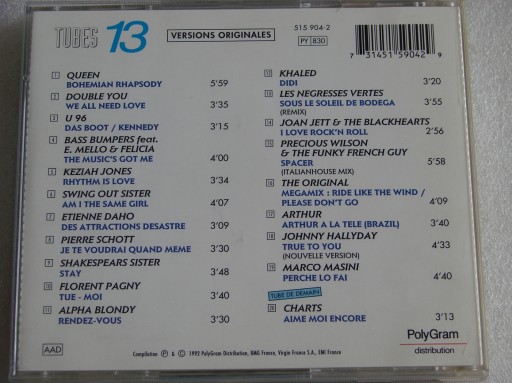 TUBES 13
VERSIONS ORIGINALES
515 904-2
PY 830
7 31451 59042 9
1 QUEEN
BOHEMIAN RHAPSODY 5'59
2 DOUBLE YOU
WE ALL NEED LOVE 3'35
3 U 96
DAS BOOT / KENNEDY 3'15
4 BASS BUMPERS feat.
E. MELLO & FELICIA
THE MUSIC'S GOT ME 4'00
5 KEZIAH JONES
RHYTHM IS LOVE 3'34
6 SWING OUT SISTER
AM I THE SAME GIRL 4'07
7 ETIENNE DAHO
DES ATTRACTIONS DESASTRE 3'09
8 PIERRE SCHOTT
JE TE VOUDRAI QUAND MEME 3'30
9 SHAKESPEARS SISTER
STAY 3'48
10 FLORENT PAGNY
TUE - MOI 3'40
11 ALPHA BLONDY
RENDEZ-VOUS 3'30
12 KHALED
DIDI 3'20
13 LES NEGRESSES VERTES
SOUS LE SOLEIL DE BODEGA 3'55
(REMIX)
14 JOAN JETT & THE BLACKHEARTS
I LOVE ROCK'N ROLL 2'56
15 PRECIOUS WILSON
& THE FUNKY FRENCH GUY
SPACER 5'58
(ITALIANHOUSE MIX)
16 THE ORIGINAL
MEGAMIX : RIDE LIKE THE WIND /
PLEASE DON'T GO 4'09
17 ARTHUR
ARTHUR A LA TELE (BRAZIL) 3'40
18 JOHNNY HALLYDAY
TRUE TO YOU 4'33
(NOUVELLE VERSION)
19 MARCO MASINI
PERCHE LO FAI 4'40
TUBE DE DEMAIN
20 CHARTS
AIME MOI ENCORE 3'13
AAD
Compilation ℗ & © 1992 PolyGram Distribution, BMG France, Virgin France S.A., EMI France
PolyGram
distribution